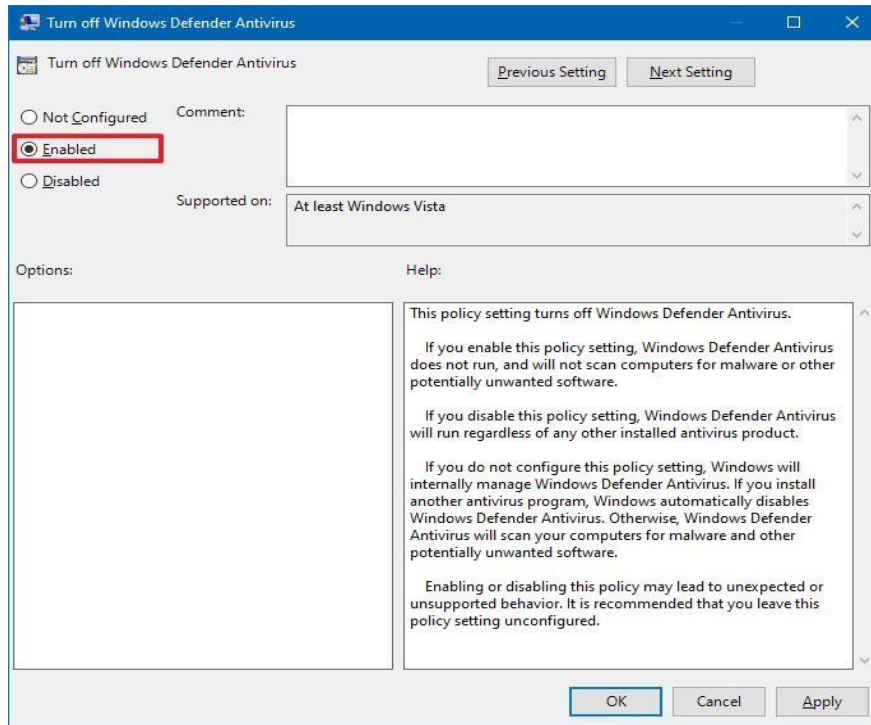 Turn off Windows Defender Antivirus
Turn off Windows Defender Antivirus
Previous Setting
Next Setting
Not Configured
Comment:
Enabled
Disabled
Supported on:
At least Windows Vista
Options:
Help:
This policy setting turns off Windows Defender Antivirus.
If you enable this policy setting, Windows Defender Antivirus
does not run, and will not scan computers for malware or other
potentially unwanted software.
If you disable this policy setting, Windows Defender Antivirus
will run regardless of any other installed antivirus product.
If you do not configure this policy setting, Windows will
internally manage Windows Defender Antivirus. If you install
another antivirus program, Windows automatically disables
Windows Defender Antivirus. Otherwise, Windows Defender
Antivirus will scan your computers for malware and other
potentially unwanted software.
Enabling or disabling this policy may lead to unexpected or
unsupported behavior. It is recommended that you leave this
policy setting unconfigured.
OK
Cancel
Apply